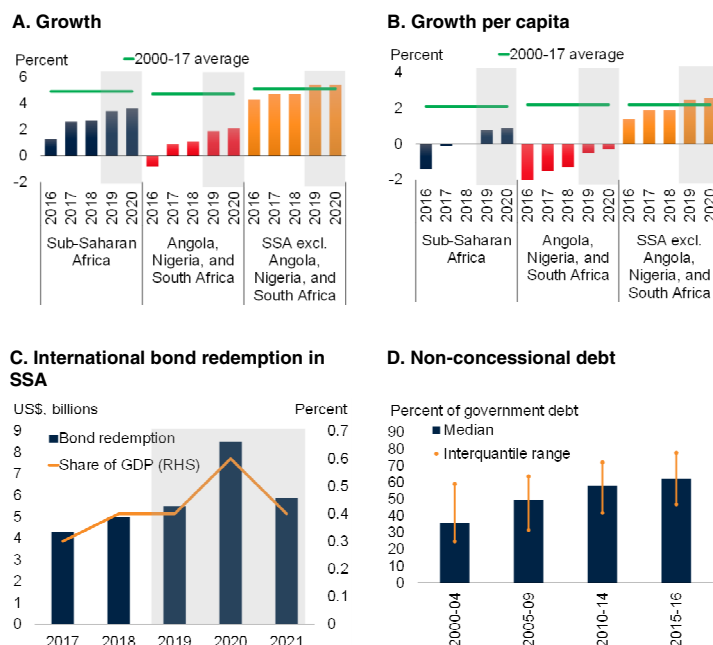 A. Growth
Percent
2000-17 average
6
4
2
0
-2
2016
2017
2018
2019
2020
2016
2017
2018
2019
2020
2016
2017
2018
2019
2020
Sub-Saharan
Africa
Angola,
Nigeria, and
South Africa
SSA excl.
Angola,
Nigeria, and
South Africa
B. Growth per capita
Percent
2000-17 average
4
2
0
-2
2016
2017
2018
2019
2020
2016
2017
2018
2019
2020
2016
2017
2018
2019
2020
Sub-Saharan
Africa
Angola,
Nigeria, and
South Africa
SSA excl.
Angola,
Nigeria, and
South Africa
C. International bond redemption in
SSA
US$, billions
Percent
Bond redemption
Share of GDP (RHS)
9
8
7
6
5
4
3
2
1
0
0.7
0.6
0.5
0.4
0.3
0.2
0.1
0
2017
2018
2019
2020
2021
D. Non-concessional debt
Percent of government debt
Median
Interquantile range
90
80
70
60
50
40
30
20
10
0
2000-04
2005-09
2010-14
2015-16